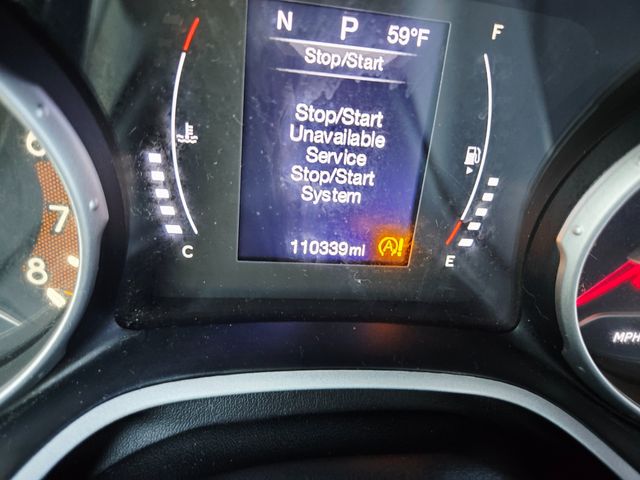 N P 59°F
F
Stop/Start
Stop/Start
Unavailable
Service
Stop/Start
System
110339mi
A!
C
E
6
7
8
MPH